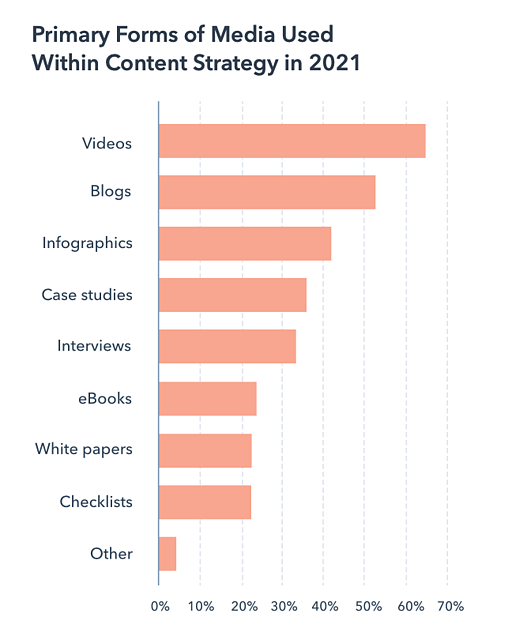 Primary Forms of Media Used
Within Content Strategy in 2021
Videos
Blogs
Infographics
Case studies
Interviews
eBooks
White papers
Checklists
Other
0% 10% 20% 30% 40% 50% 60% 70%